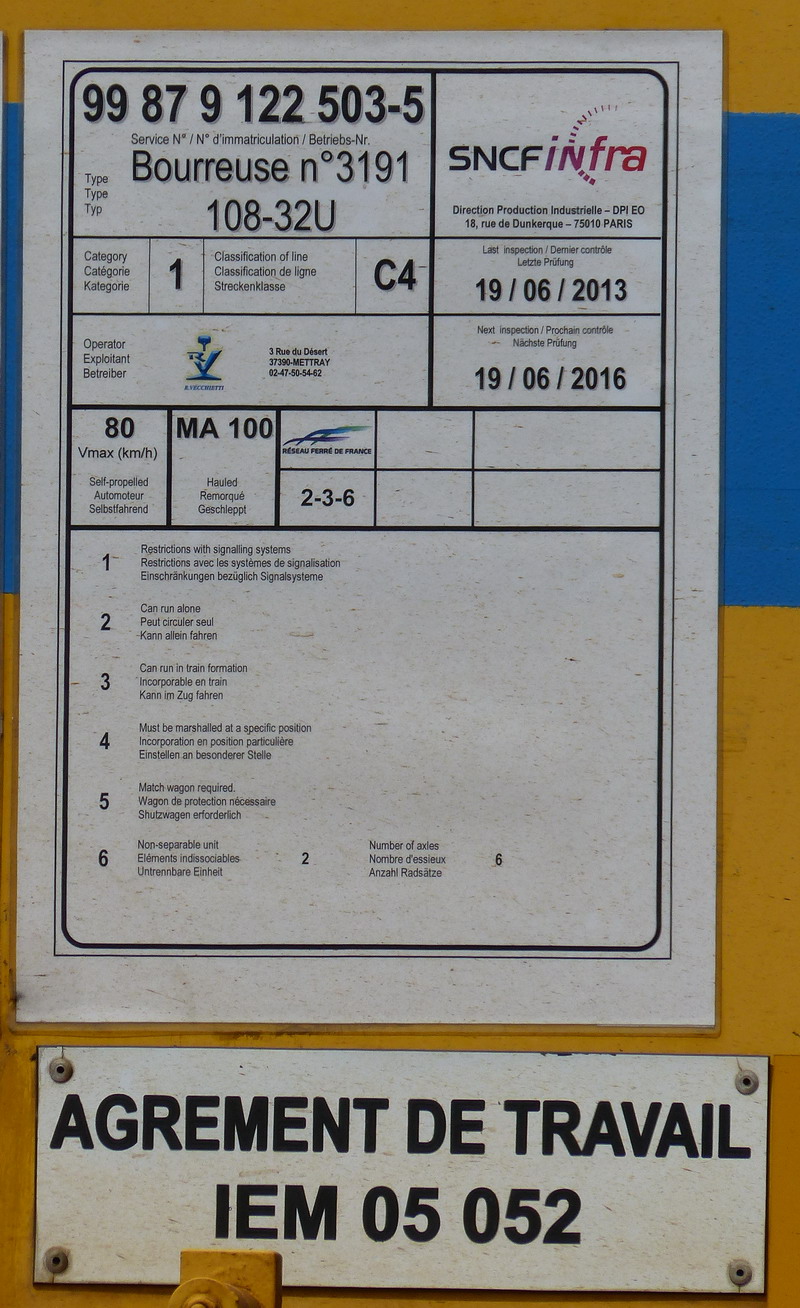 99 87 9 122 503-5
Service N° / N° d'immatriculation / Betriebs-Nr.
Type
Type
Typ
Bourreuse n°3191
108-32U
SNCF infra
Direction Production Industrielle – DPI EO
18, rue de Dunkerque – 75010 PARIS
Category
Catégorie
Kategorie
1
Classification of line
Classification de ligne
Streckenklasse
C4
Last inspection / Dernier contrôle
Letzte Prüfung
19 / 06 / 2013
Operator
Exploitant
Betreiber
R.VECCHIETTI
3 Rue du Désert
37390-METTRAY
02-47-50-54-62
Next inspection / Prochain contrôle
Nächste Prüfung
19 / 06 / 2016
80
Vmax (km/h)
Self-propelled
Automoteur
Selbstfahrend
MA 100
Hauled
Remorqué
Geschleppt
RÉSEAU FERRÉ DE FRANCE
2-3-6
1
Restrictions with signalling systems
Restrictions avec les systèmes de signalisation
Einschränkungen bezüglich Signalsysteme
2
Can run alone
Peut circuler seul
Kann allein fahren
3
Can run in train formation
Incorporable en train
Kann im Zug fahren
4
Must be marshalled at a specific position
Incorporation en position particulière
Einstellen an besonderer Stelle
5
Match wagon required.
Wagon de protection nécessaire
Shutzwagen erforderlich
6
Non-separable unit
Eléments indissociables
Untrennbare Einheit
2
Number of axles
Nombre d'essieux
Anzahl Radsätze
6
AGREMENT DE TRAVAIL
IEM 05 052